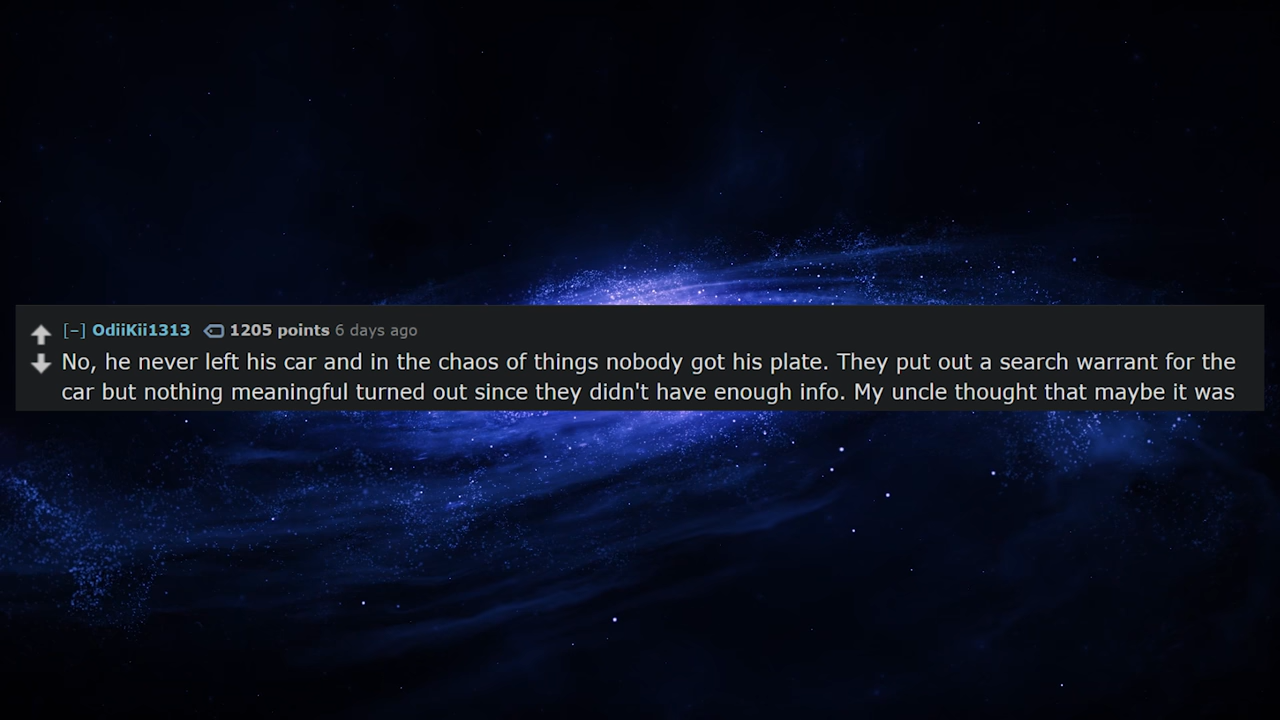 [–] OdiiKii1313 1205 points 6 days ago
No, he never left his car and in the chaos of things nobody got his plate. They put out a search warrant for the
car but nothing meaningful turned out since they didn't have enough info. My uncle thought that maybe it was